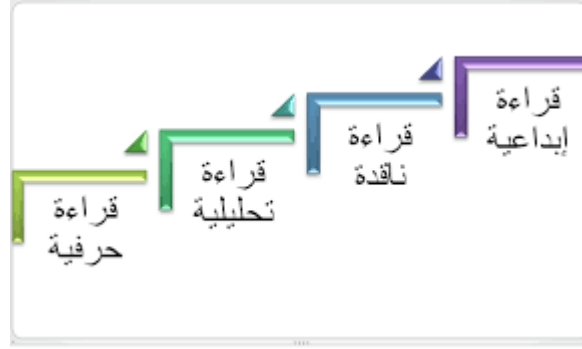 قراءة
إبداعية
قراءة
ناقدة
قراءة
تحليلية
قراءة
حرفية